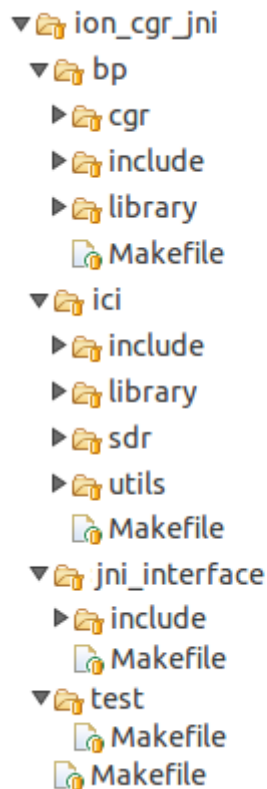 ion_cgr_jni
bp
cgr
include
library
Makefile
ici
include
library
sdr
utils
Makefile
jni_interface
include
Makefile
test
Makefile
Makefile